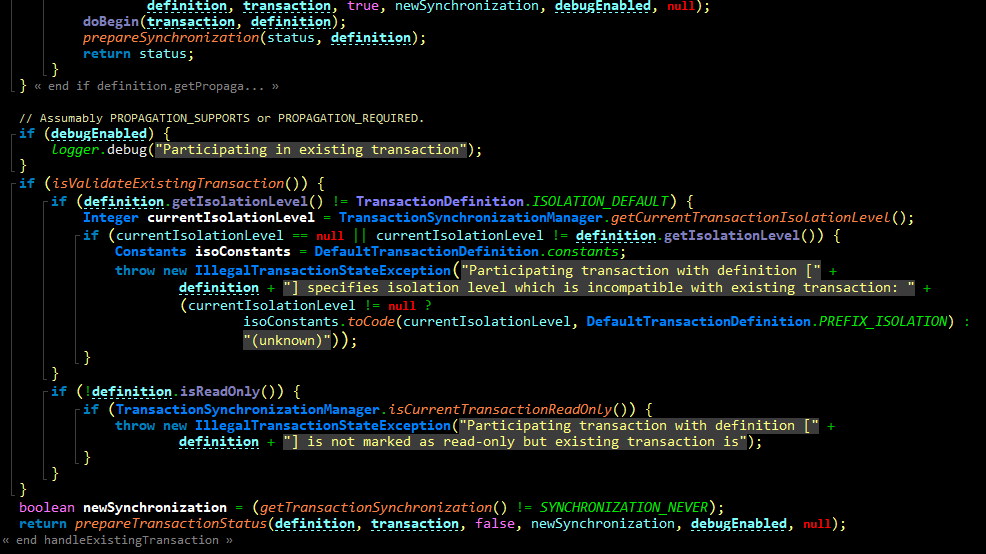 definition, transaction, true, newSynchronization, debugEnabled, null);
doBegin(transaction, definition);
prepareSynchronization(status, definition);
return status;
}
} « end if definition.getPropaga... »
// Assumably PROPAGATION_SUPPORTS or PROPAGATION_REQUIRED.
if (debugEnabled) {
logger.debug("Participating in existing transaction");
}
if (isValidateExistingTransaction()) {
if (definition.getIsolationLevel() != TransactionDefinition.ISOLATION_DEFAULT) {
Integer currentIsolationLevel = TransactionSynchronizationManager.getCurrentTransactionIsolationLevel();
if (currentIsolationLevel == null || currentIsolationLevel != definition.getIsolationLevel()) {
Constants isoConstants = DefaultTransactionDefinition.constants;
throw new IllegalTransactionStateException("Participating transaction with definition [" +
definition + "] specifies isolation level which is incompatible with existing transaction: " +
(currentIsolationLevel != null ?
isoConstants.toCode(currentIsolationLevel, DefaultTransactionDefinition.PREFIX_ISOLATION) :
"(unknown)"));
}
}
if (!definition.isReadOnly()) {
if (TransactionSynchronizationManager.isCurrentTransactionReadOnly()) {
throw new IllegalTransactionStateException("Participating transaction with definition [" +
definition + "] is not marked as read-only but existing transaction is");
}
}
}
boolean newSynchronization = (getTransactionSynchronization() != SYNCHRONIZATION_NEVER);
return prepareTransactionStatus(definition, transaction, false, newSynchronization, debugEnabled, null);
« end handleExistingTransaction »